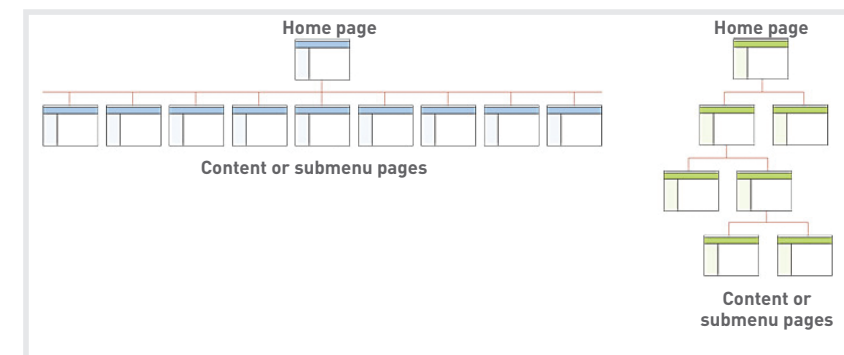 Home page
Content or submenu pages
Home page
Content or
submenu pages